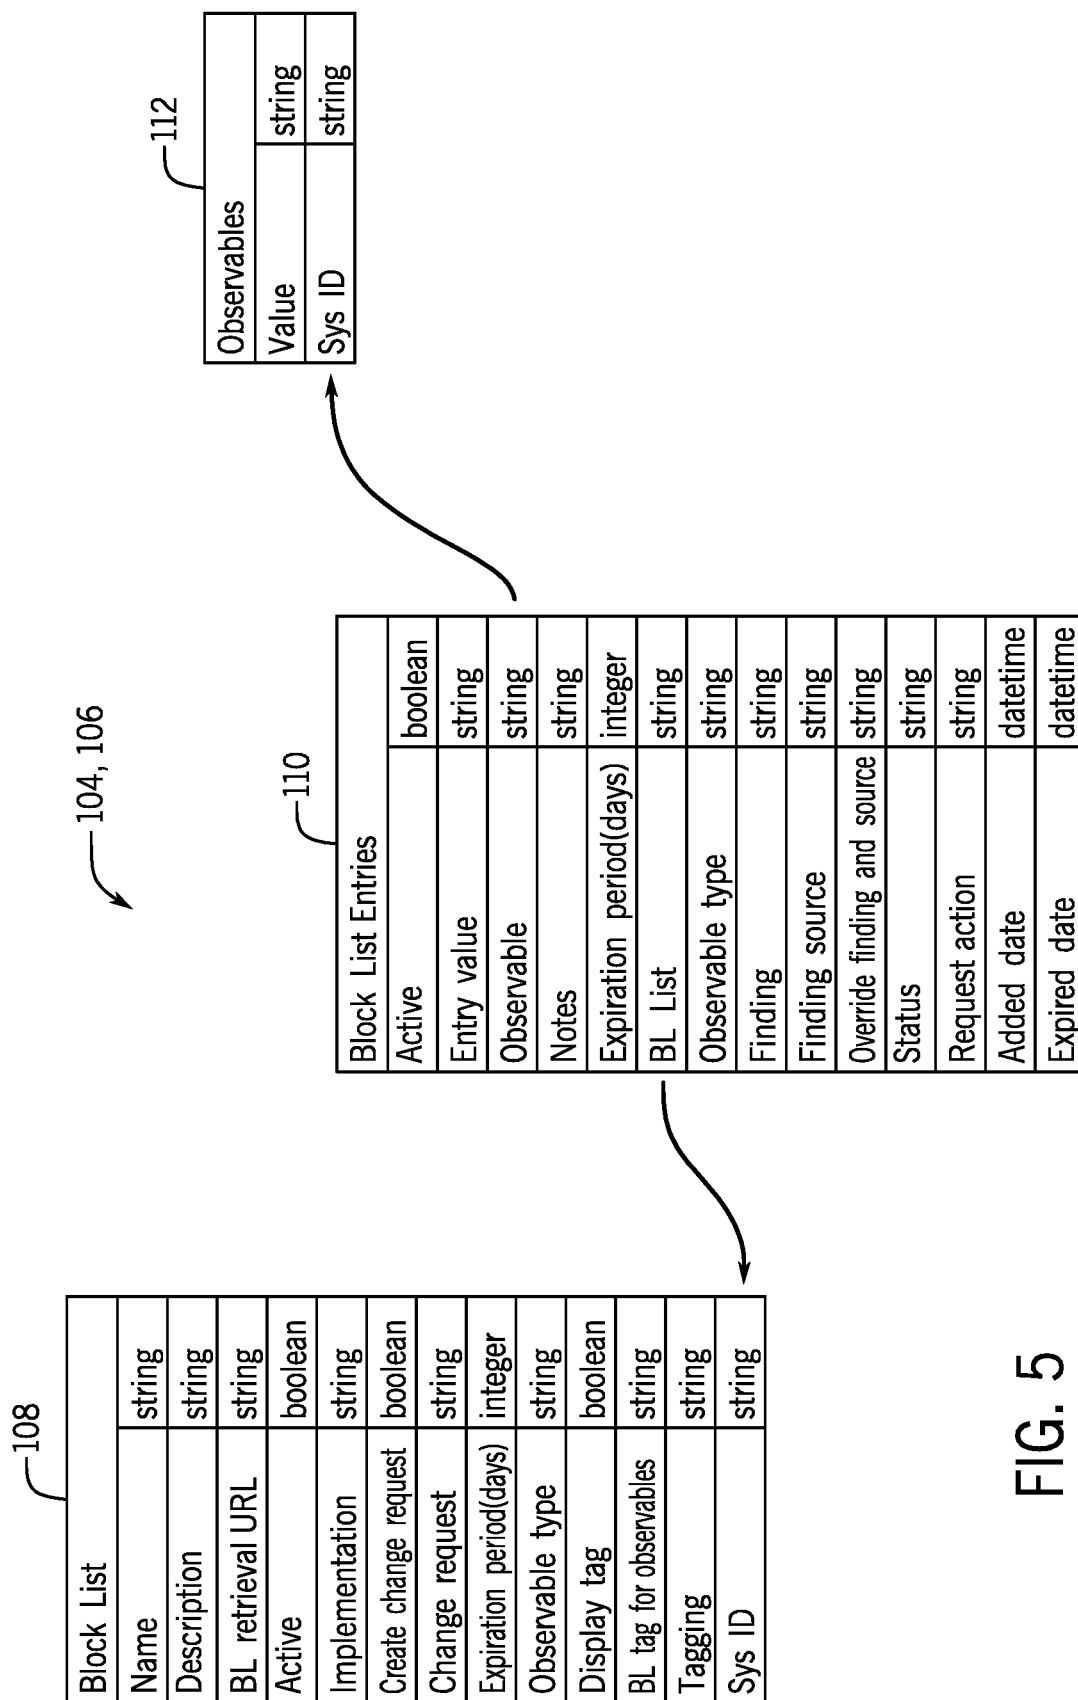 104, 106
108
Block List
Name string
Description string
BL retrieval URL string
Active boolean
Implementation string
Create change request boolean
Change request string
Expiration period(days) integer
Observable type string
Display tag boolean
BL tag for observables string
Tagging string
Sys ID string
110
Block List Entries
Active boolean
Entry value string
Observable string
Notes string
Expiration period(days) integer
BL List string
Observable type string
Finding string
Finding source string
Override finding and source string
Status string
Request action string
Added date datetime
Expired date datetime
112
Observables
Value string
Sys ID string
FIG. 5